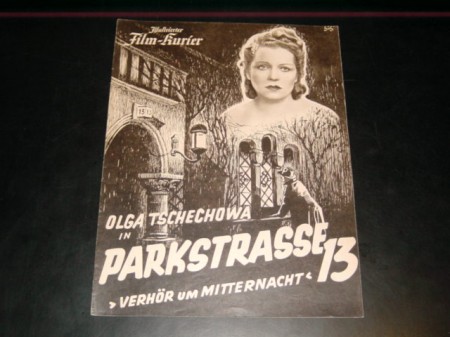 Illustrierter
Film-Kurier
OLGA TSCHECHOWA
IN
PARKSTRASSE 13
> VERHÖR UM MITTERNACHT <